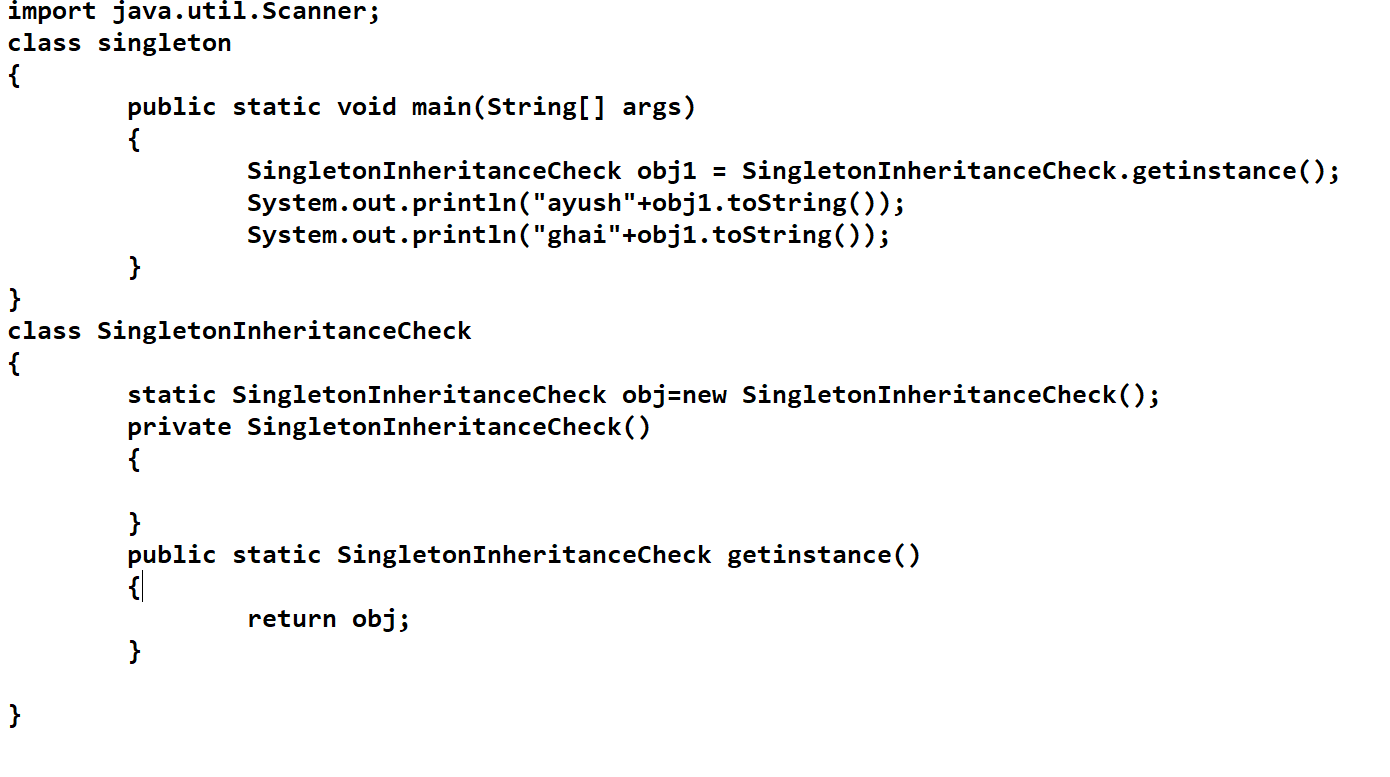 import java.util.Scanner;
class singleton
{
public static void main(String[] args)
{
SingletonInheritanceCheck obj1 = SingletonInheritanceCheck.getinstance();
System.out.println("ayush"+obj1.toString());
System.out.println("ghai"+obj1.toString());
}
}
class SingletonInheritanceCheck
{
static SingletonInheritanceCheck obj=new SingletonInheritanceCheck();
private SingletonInheritanceCheck()
{
}
public static SingletonInheritanceCheck getinstance()
{
return obj;
}
}